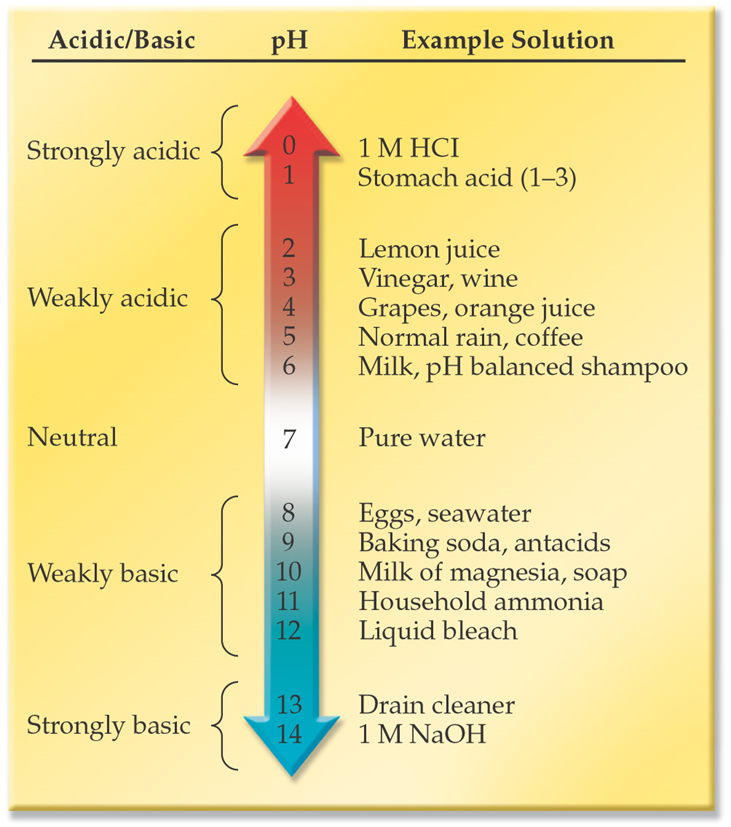 Acidic/Basic pH Example Solution
Strongly acidic
0 1 M HCl
1 Stomach acid (1–3)
Weakly acidic
2 Lemon juice
3 Vinegar, wine
4 Grapes, orange juice
5 Normal rain, coffee
6 Milk, pH balanced shampoo
Neutral 7 Pure water
Weakly basic
8 Eggs, seawater
9 Baking soda, antacids
10 Milk of magnesia, soap
11 Household ammonia
12 Liquid bleach
Strongly basic
13 Drain cleaner
14 1 M NaOH